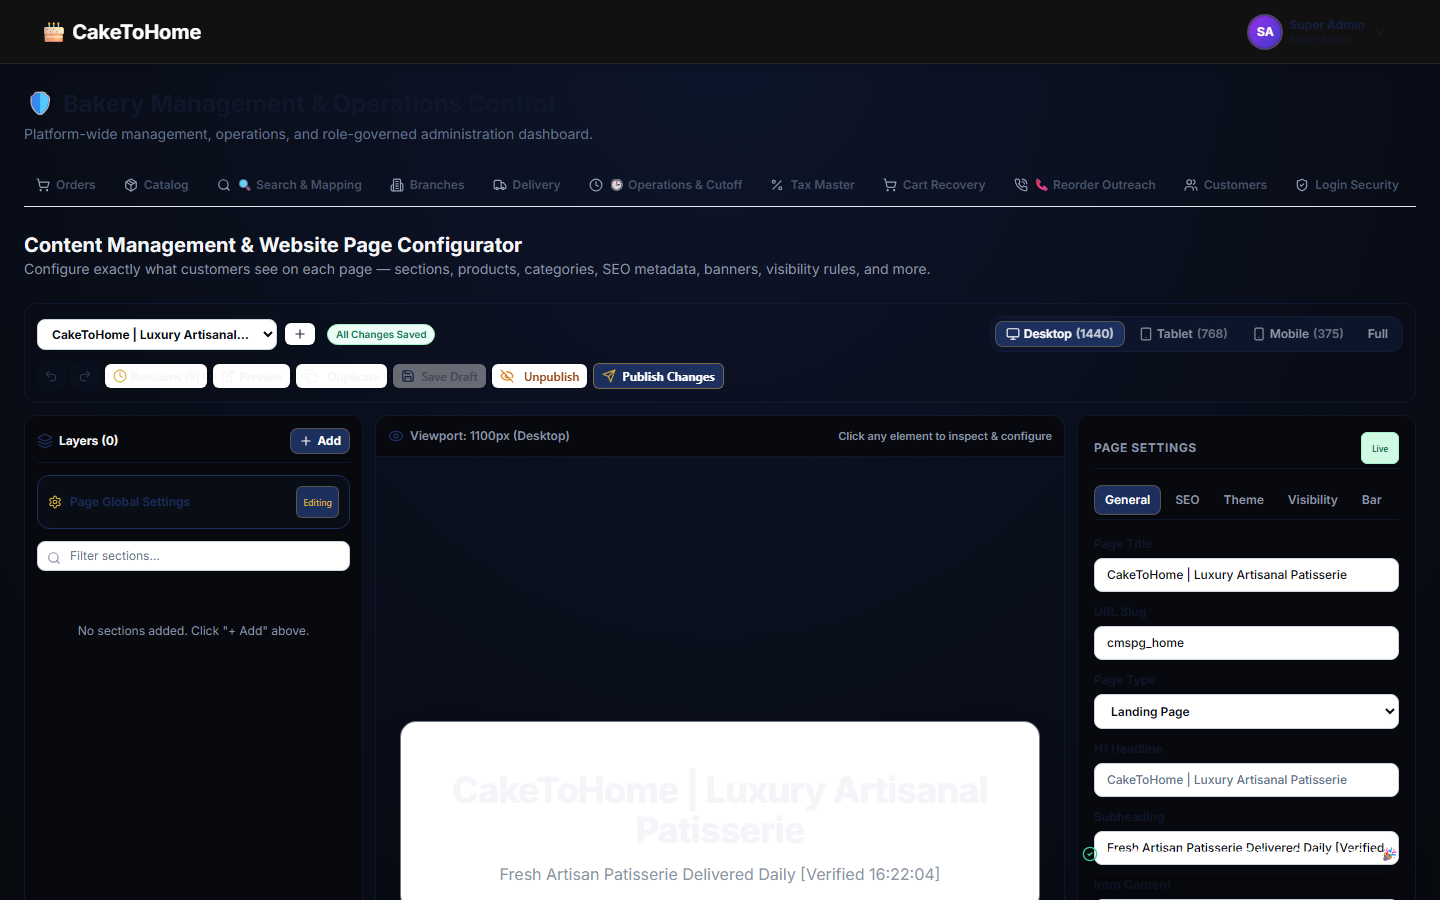 CakeToHome
SA
Super Admin
Super Admin
Bakery Management & Operations Control
Platform-wide management, operations, and role-governed administration dashboard.
Orders
Catalog
Search & Mapping
Branches
Delivery
Operations & Cutoff
Tax Master
Cart Recovery
Reorder Outreach
Customers
Login Security
Content Management & Website Page Configurator
Configure exactly what customers see on each page — sections, products, categories, SEO metadata, banners, visibility rules, and more.
CakeToHome | Luxury Artisanal...
All Changes Saved
Desktop (1440)
Tablet (768)
Mobile (375)
Full
Revisions (9)
Preview
Duplicate
Save Draft
Unpublish
Publish Changes
Layers (0)
+ Add
Page Global Settings
Editing
Filter sections...
No sections added. Click "+ Add" above.
Viewport: 1100px (Desktop)
Click any element to inspect & configure
CakeToHome | Luxury Artisanal
Patisserie
Fresh Artisan Patisserie Delivered Daily [Verified 16:22:04]
PAGE SETTINGS
Live
General
SEO
Theme
Visibility
Bar
Page Title
CakeToHome | Luxury Artisanal Patisserie
URL Slug
cmspg_home
Page Type
Landing Page
H1 Headline
CakeToHome | Luxury Artisanal Patisserie
Subheading
Fresh Artisan Patisserie Delivered Daily [Verified
Intro Content